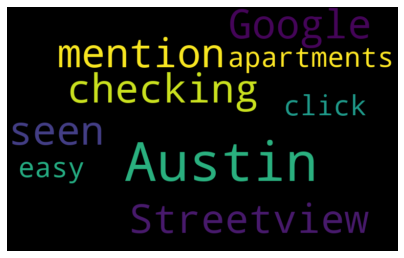 Google
mention apartments
checking
click
seen
Austin
easy
Streetview